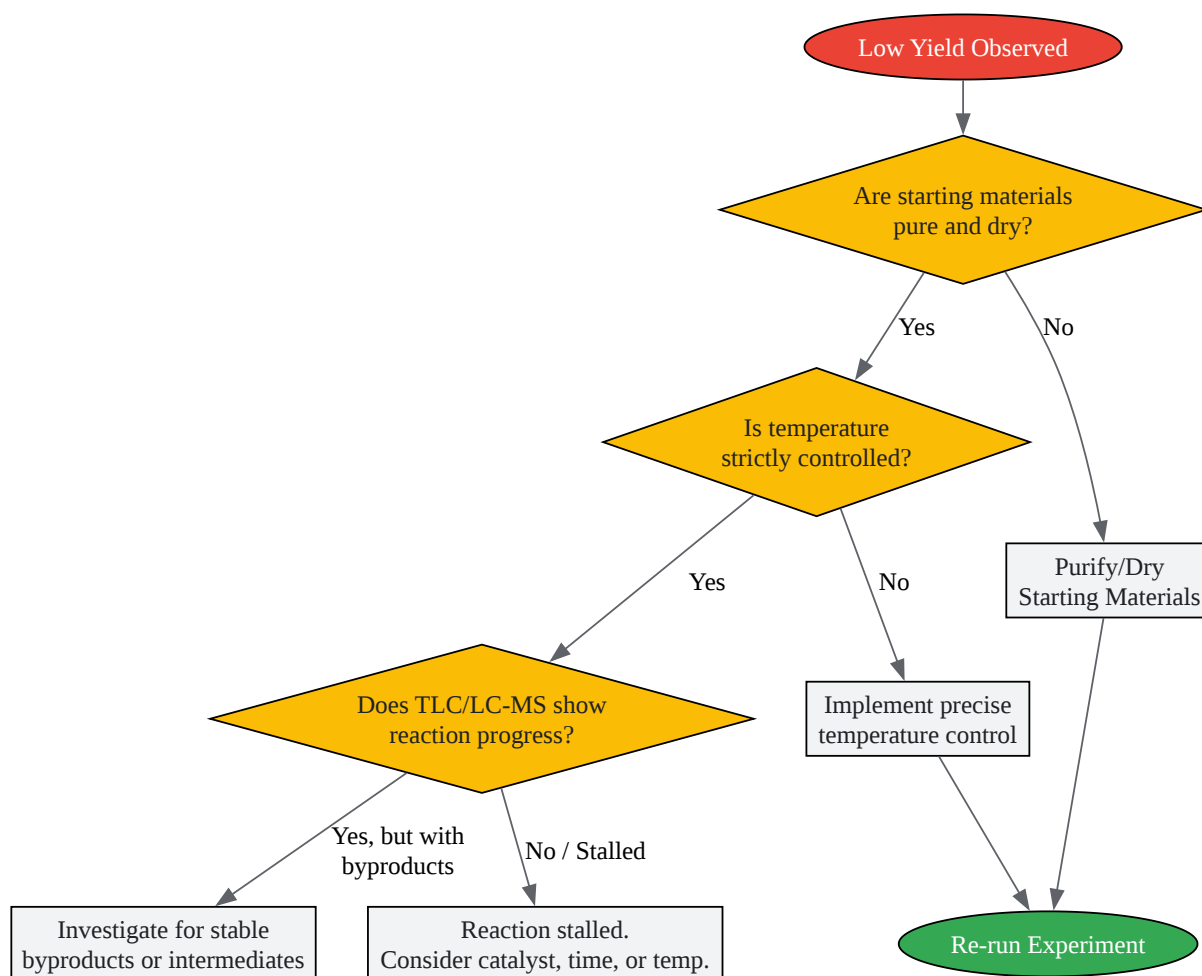 Low Yield Observed
Are starting materials
pure and dry?
Yes
No
Is temperature
strictly controlled?
Purify/Dry
Starting Materials
Yes
No
Does TLC/LC-MS show
reaction progress?
Implement precise
temperature control
Yes, but with
byproducts
No / Stalled
Investigate for stable
byproducts or intermediates
Reaction stalled.
Consider catalyst, time, or temp.
Re-run Experiment